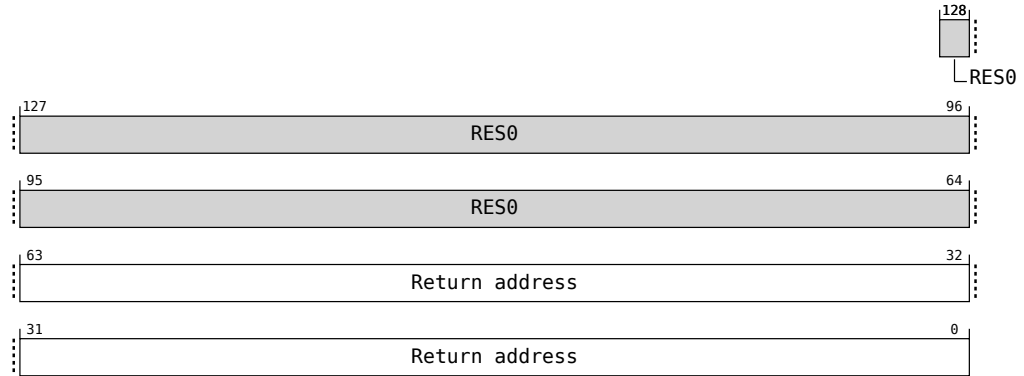 128
RES0
127 96
RES0
95 64
RES0
63 32
Return address
31 0
Return address